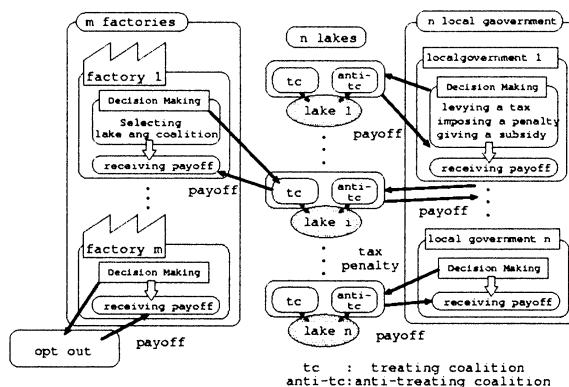 m factories
factory 1
Decision Making
Selecting
lake ang coalition
receiving payoff
payoff
factory m
Decision Making
receiving payoff
opt out
payoff
n lakes
tc
anti-
tc
lake 1
payoff
tc
anti-
tc
lake i
payoff
tax
penalty
tc
anti-
tc
lake n
payoff
n local gaovernment
localgovernment 1
Decision Making
levying a tax
imposing a penalty
giving a subsidy
receiving payoff
local government n
Decision Making
receiving payoff
tc : treating coalition
anti-tc:anti-treating coalition